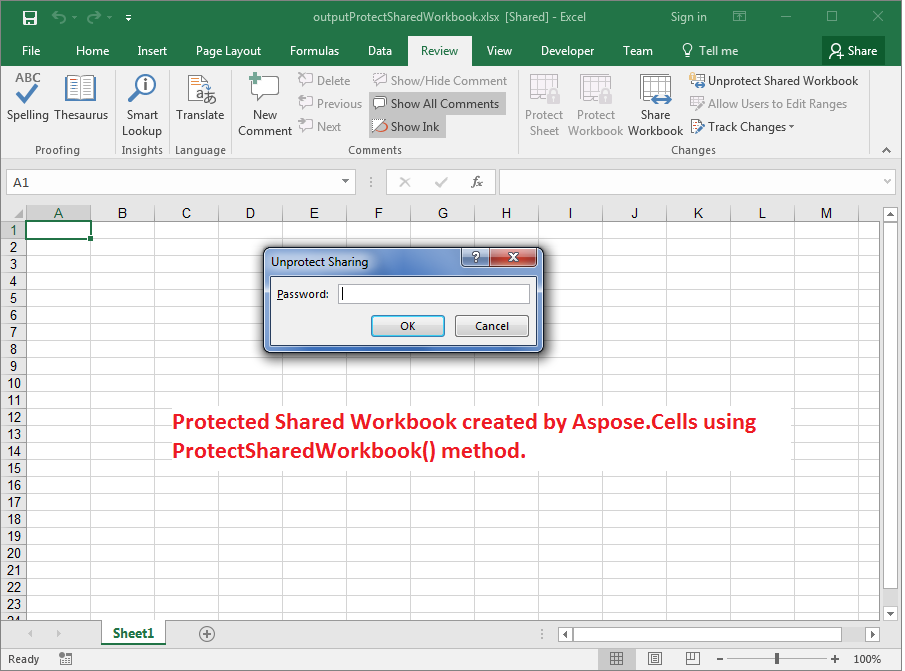 outputProtectSharedWorkbook.xlsx [Shared] - Excel
Sign in
File Home Insert Page Layout Formulas Data Review View Developer Team Tell me Share
ABC
Spelling
Thesaurus
Proofing
Smart
Lookup
Insights
Translate
Language
New
Comment
Delete
Previous
Next
Show/Hide Comment
Show All Comments
Show Ink
Comments
Protect
Sheet
Protect
Workbook
Share
Workbook
Unprotect Shared Workbook
Allow Users to Edit Ranges
Track Changes
Changes
A1
fx
A B C D E F G H I J K L M
1
2
3
4
5
6
7
8
9
10
11
12
13
14
15
16
17
18
19
20
21
22
23
24
Unprotect Sharing
?
Password:
OK Cancel
Protected Shared Workbook created by Aspose.Cells using
ProtectSharedWorkbook() method.
Sheet1
Ready
100%